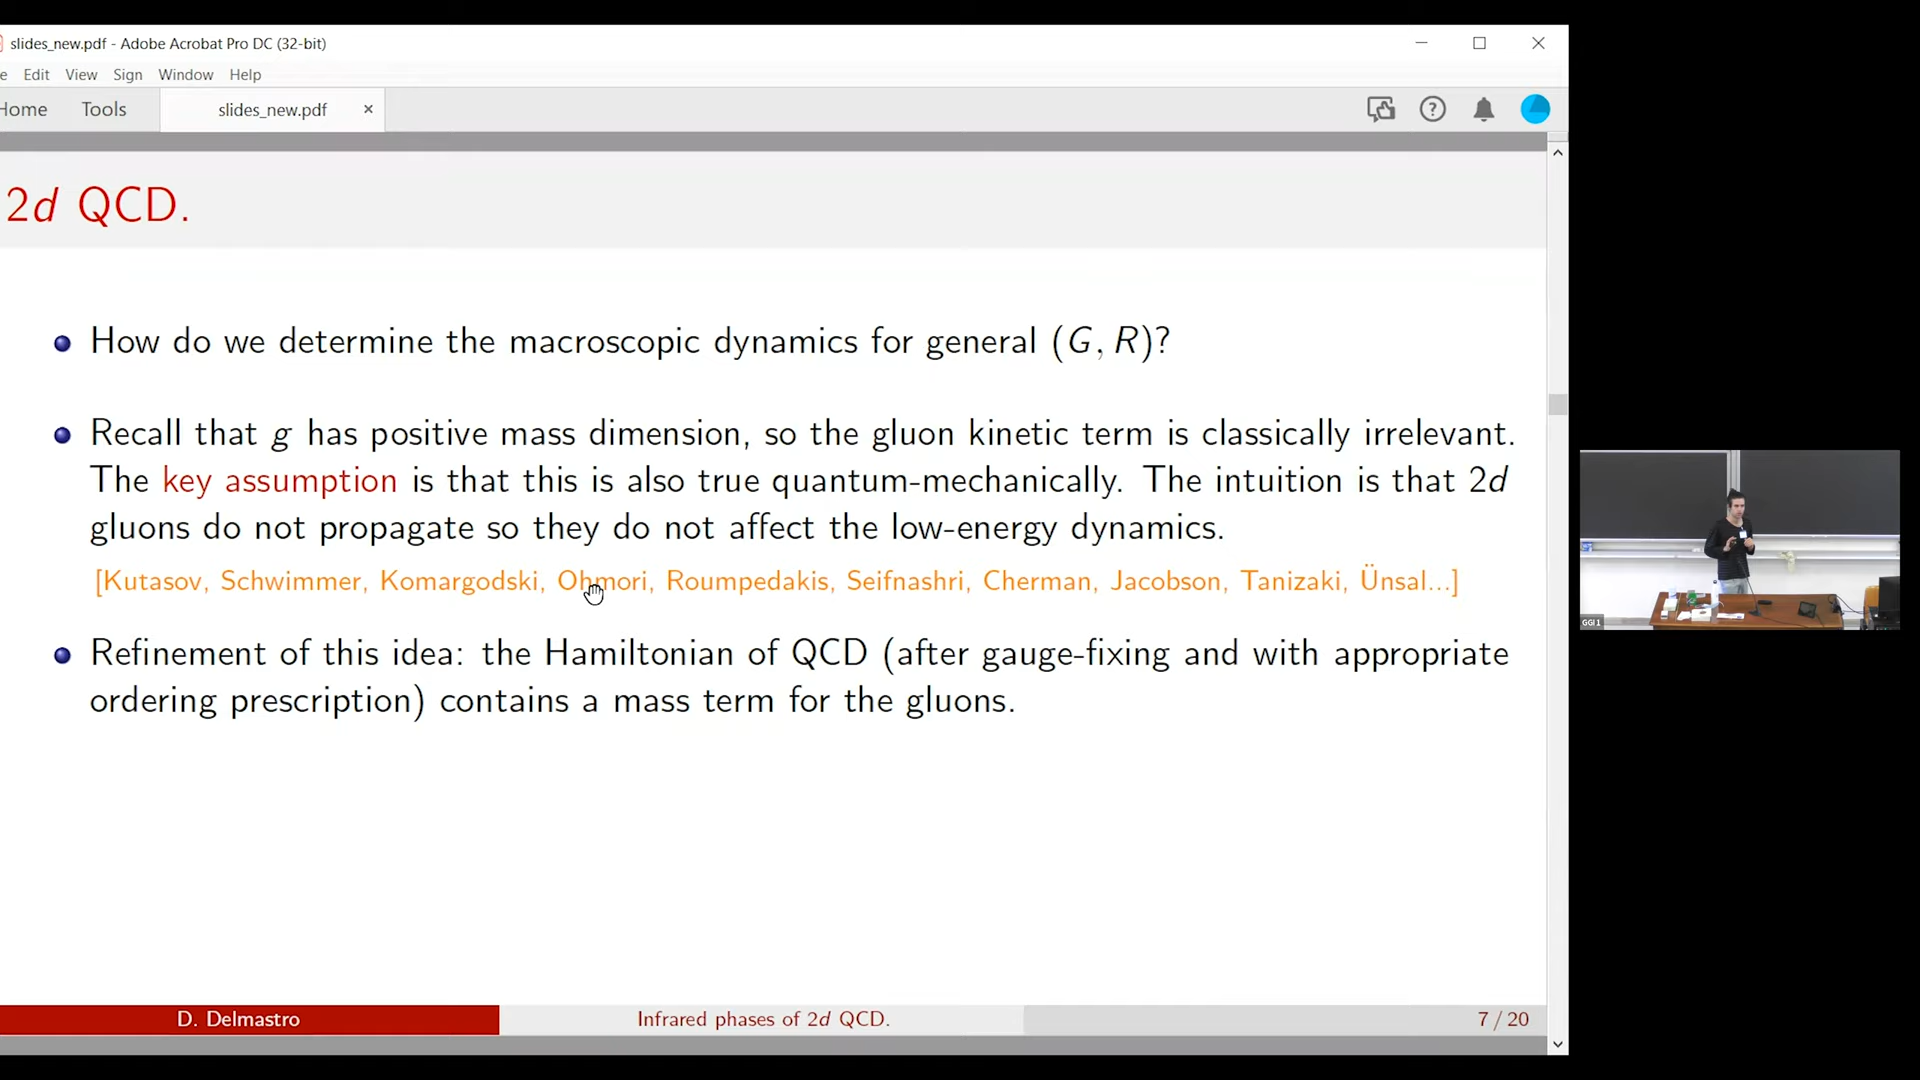 slides_new.pdf - Adobe Acrobat Pro DC (32-bit)
e Edit View Sign Window Help
Home Tools slides_new.pdf ×
2d QCD.
How do we determine the macroscopic dynamics for general (G, R)?
Recall that g has positive mass dimension, so the gluon kinetic term is classically irrelevant.
The key assumption is that this is also true quantum-mechanically. The intuition is that 2d
gluons do not propagate so they do not affect the low-energy dynamics.
[Kutasov, Schwimmer, Komargodski, Ohmori, Roumpedakis, Seifnashri, Cherman, Jacobson, Tanizaki, Ünsal...]
Refinement of this idea: the Hamiltonian of QCD (after gauge-fixing and with appropriate
ordering prescription) contains a mass term for the gluons.
D. Delmastro Infrared phases of 2d QCD. 7 / 20
GGI 1